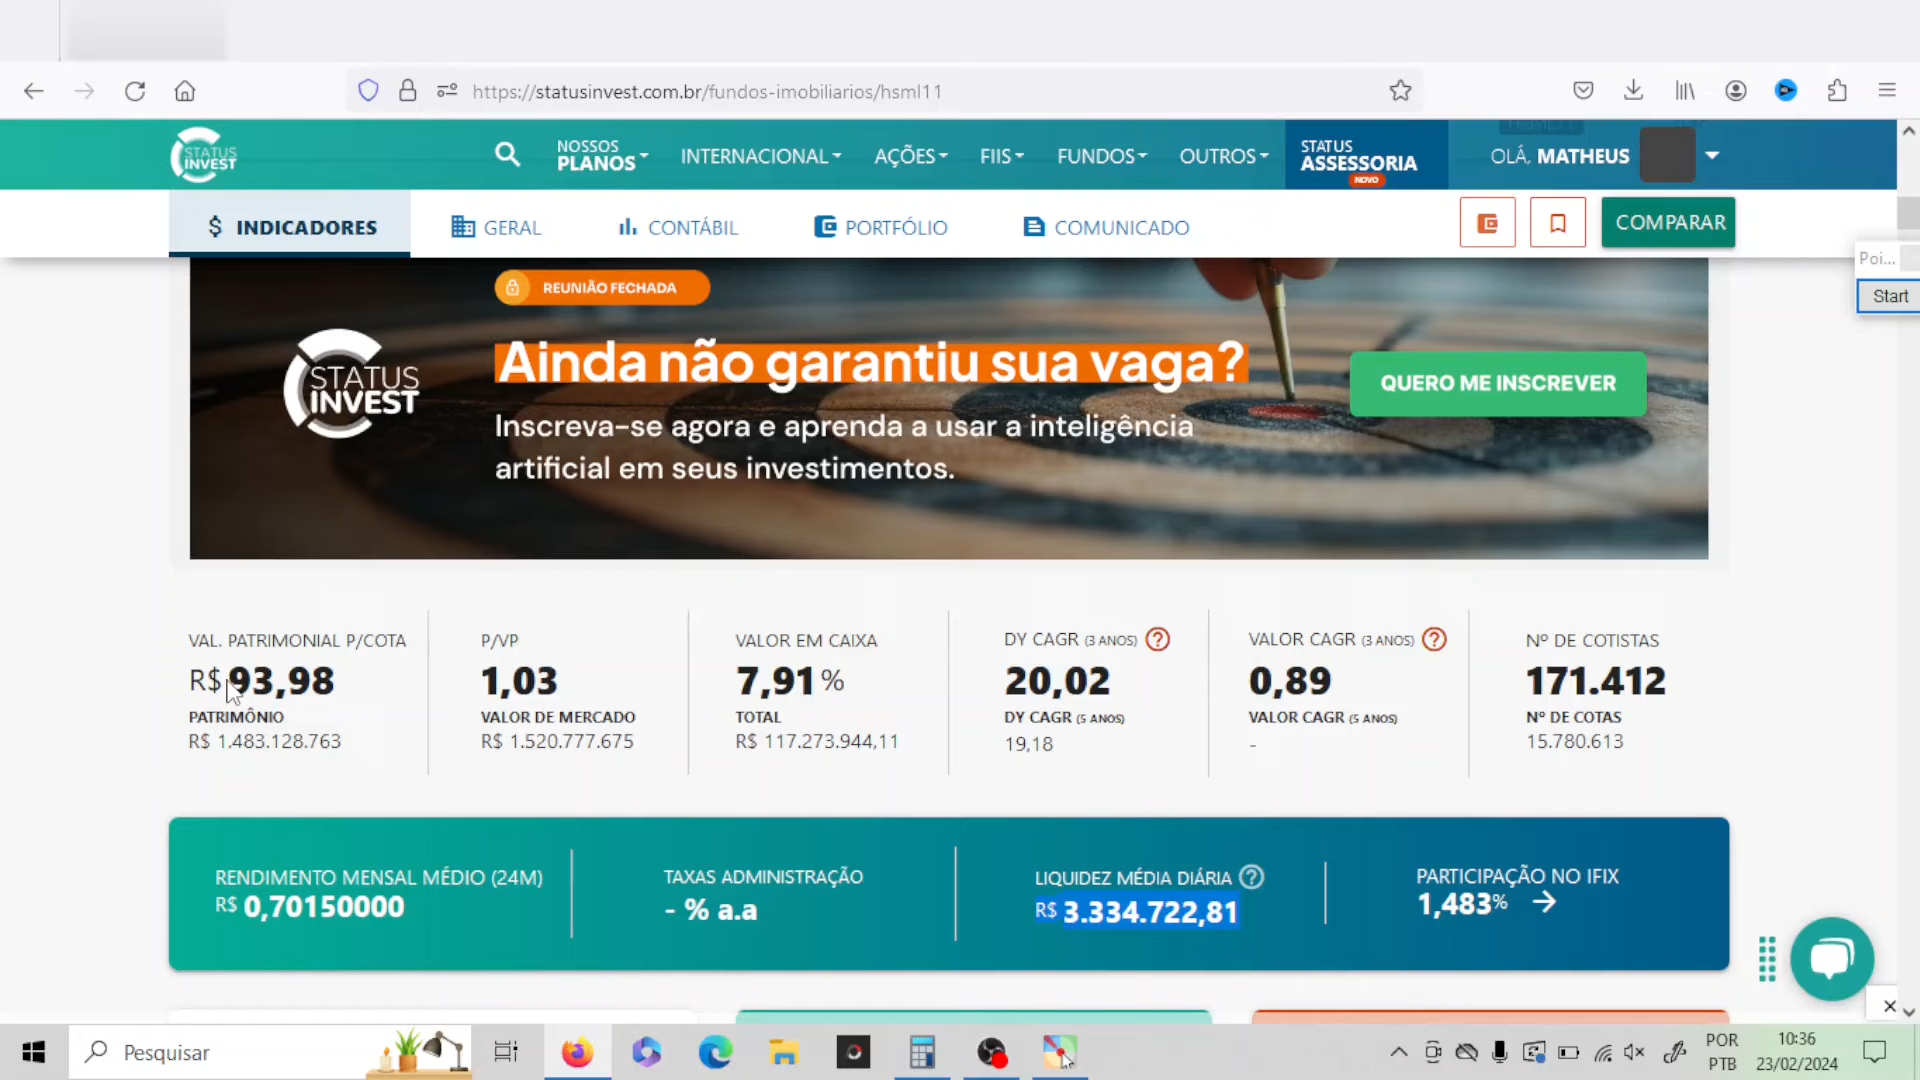 https://statusinvest.com.br/fundos-imobiliarios/hsml11
STATUS
INVEST
NOSSOS
PLANOS
INTERNACIONAL
AÇÕES
FIIS
FUNDOS
OUTROS
STATUS
ASSESSORIA
NOVO
OLÁ, MATHEUS
$ INDICADORES
GERAL
CONTÁBIL
PORTFÓLIO
COMUNICADO
COMPARAR
Poi...
Start
REUNIÃO FECHADA
STATUS
INVEST
Ainda não garantiu sua vaga?
Inscreva-se agora e aprenda a usar a inteligência
artificial em seus investimentos.
QUERO ME INSCREVER
VAL. PATRIMONIAL P/COTA
R$ 93,98
PATRIMÔNIO
R$ 1.483.128.763
P/VP
1,03
VALOR DE MERCADO
R$ 1.520.777.675
VALOR EM CAIXA
7,91 %
TOTAL
R$ 117.273.944,11
DY CAGR (3 ANOS) ?
20,02
DY CAGR (5 ANOS)
19,18
VALOR CAGR (3 ANOS) ?
0,89
VALOR CAGR (5 ANOS)
-
Nº DE COTISTAS
171.412
Nº DE COTAS
15.780.613
RENDIMENTO MENSAL MÉDIO (24M)
R$ 0,70150000
TAXAS ADMINISTRAÇÃO
- % a.a
LIQUIDEZ MÉDIA DIÁRIA ?
R$ 3.334.722,81
PARTICIPAÇÃO NO IFIX
1,483% →
Pesquisar
POR
PTB
10:36
23/02/2024